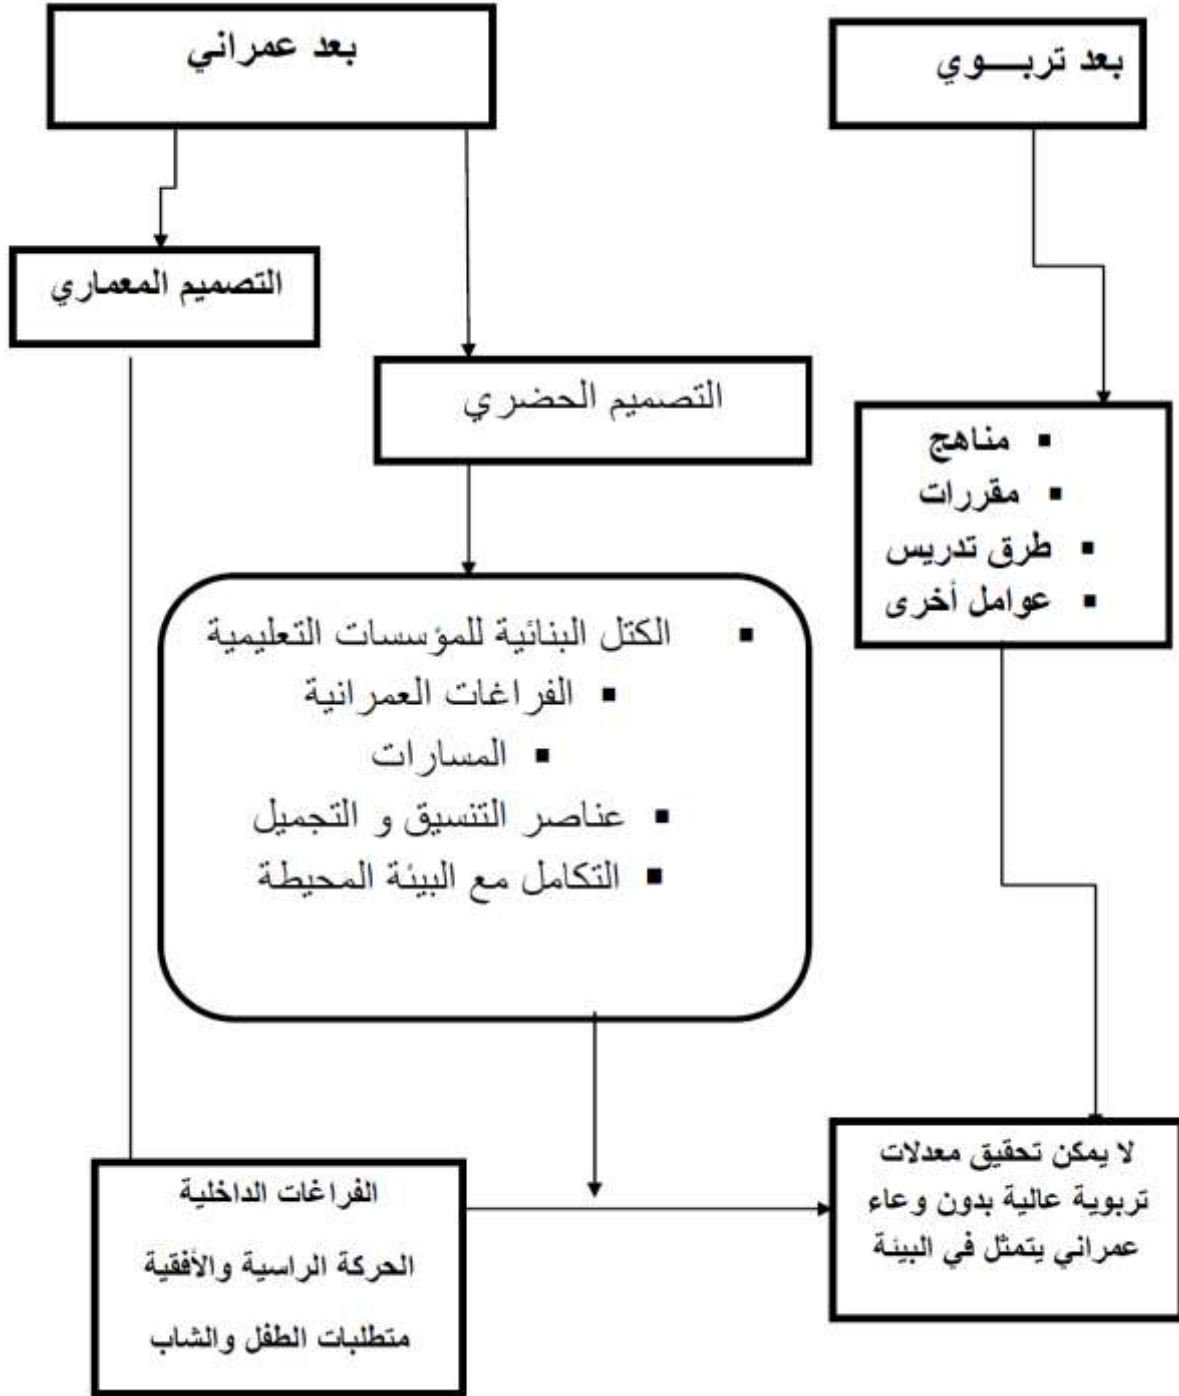 بعد تربـــوي
بعد عمراني
التصميم المعماري
التصميم الحضري
▪ مناهج
▪ مقررات
▪ طرق تدريس
▪ عوامل أخرى
▪ الكتل البنائية للمؤسسات التعليمية
▪ الفراغات العمرانية
▪ المسارات
▪ عناصر التنسيق و التجميل
▪ التكامل مع البيئة المحيطة
لا يمكن تحقيق معدلات
تربوية عالية بدون وعاء
عمراني يتمثل في البيئة
الفراغات الداخلية
الحركة الراسية والأفقية
متطلبات الطفل والشاب